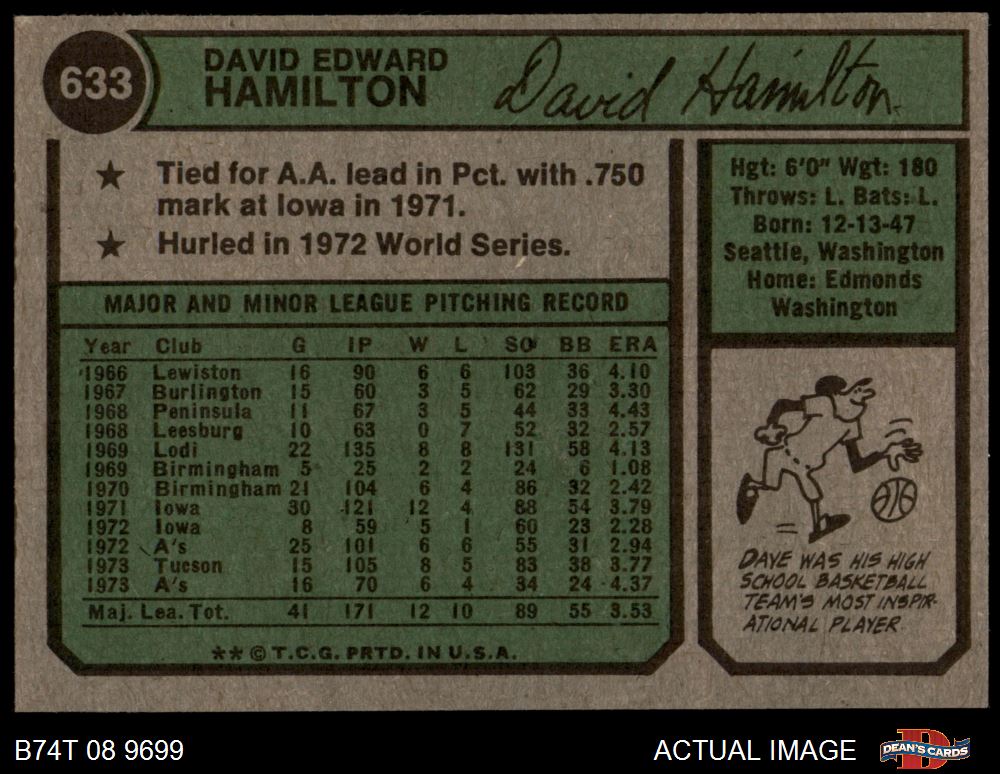 633
DAVID EDWARD
HAMILTON
David Hamilton
★ Tied for A.A. lead in Pct. with .750
mark at Iowa in 1971.
★ Hurled in 1972 World Series.
Hgt: 6'0" Wgt: 180
Throws: L. Bats: L.
Born: 12-13-47
Seattle, Washington
Home: Edmonds
Washington
MAJOR AND MINOR LEAGUE PITCHING RECORD
Year Club G IP W L SO BB ERA
1966 Lewiston 16 90 6 6 103 36 4.10
1967 Burlington 15 60 3 5 62 29 3.30
1968 Peninsula 11 67 3 5 44 33 4.43
1968 Leesburg 10 63 0 7 52 32 2.57
1969 Lodi 22 135 8 8 131 58 4.13
1969 Birmingham 5 25 2 2 24 6 1.08
1970 Birmingham 21 104 6 4 86 32 2.42
1971 Iowa 30 121 12 4 88 54 3.79
1972 Iowa 8 59 5 1 60 23 2.28
1972 A's 25 101 6 6 55 31 2.94
1973 Tucson 15 105 8 5 83 38 3.77
1973 A's 16 70 6 4 34 24 4.37
Maj. Lea. Tot. 41 171 12 10 89 55 3.53
** © T.C.G. PRTD. IN U.S.A.
DAVE WAS HIS HIGH
SCHOOL BASKETBALL
TEAM'S MOST INSPIR-
ATIONAL PLAYER
B74T 08 9699
ACTUAL IMAGE
DEAN'S CARDS